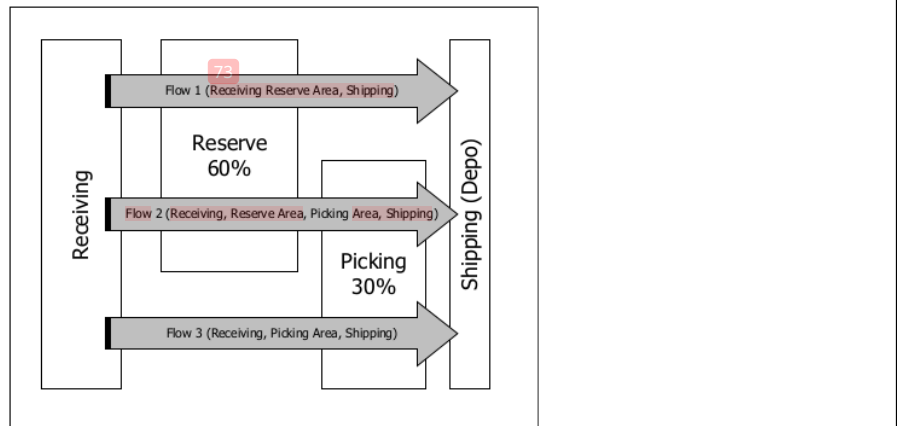 73
Flow 1 (Receiving Reserve Area, Shipping)
Reserve
60%
Receiving
Shipping (Depo)
Flow 2 (Receiving, Reserve Area, Picking Area, Shipping)
Picking
30%
Flow 3 (Receiving, Picking Area, Shipping)